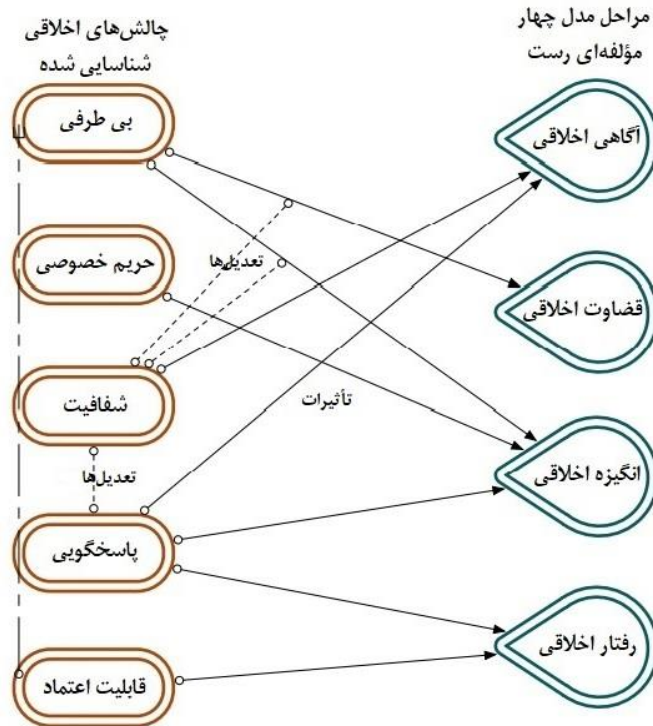 مراحل مدل چهار
مؤلفه‌ای رست
چالش‌های اخلاقی
شناسایی شده
آگاهی اخلاقی
بی طرفی
قضاوت اخلاقی
حریم خصوصی
تعدیل‌ها
شفافیت
تأثیرات
انگیزه اخلاقی
تعدیل‌ها
پاسخگویی
رفتار اخلاقی
قابلیت اعتماد